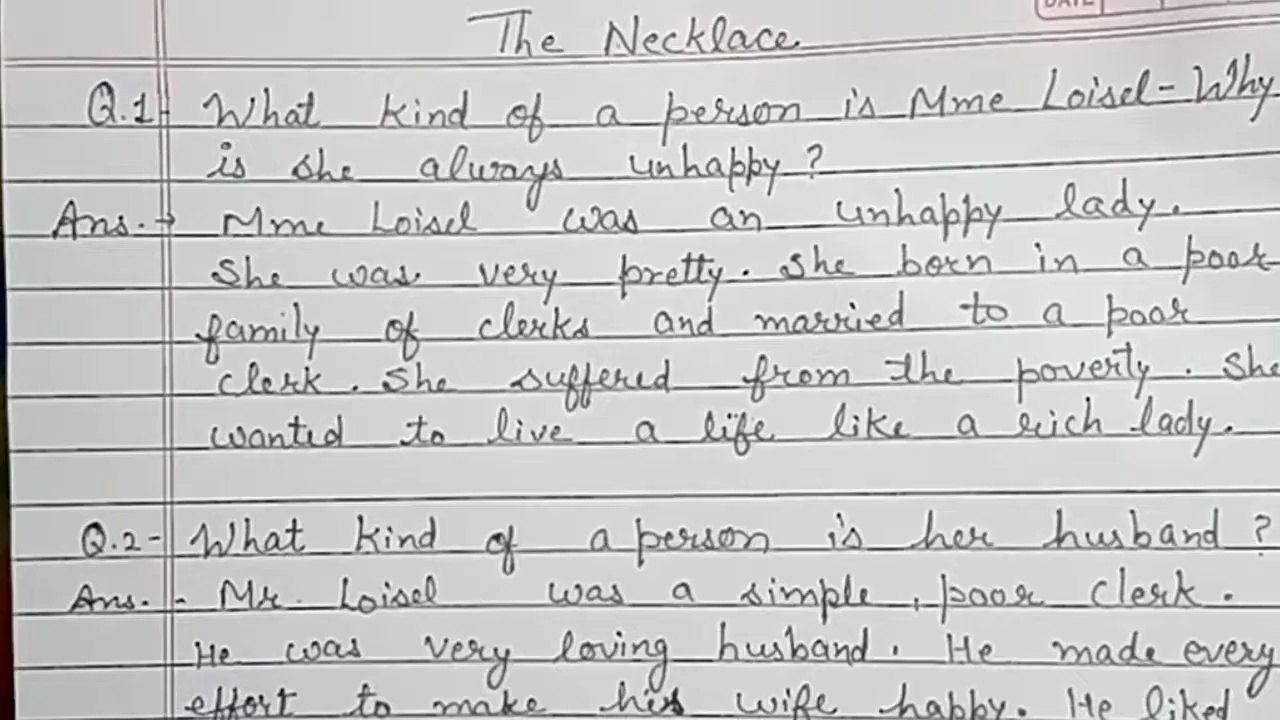 DATE
The Necklace
Q.1 What kind of a person is Mme Loisel - Why
is she always unhappy?
Ans. → Mme Loisel was an unhappy lady.
She was very pretty. She born in a poor
family of clerks and married to a poor
clerk. She suffered from the poverty. She
wanted to live a life like a rich lady.
Q.2 - What kind of a person is her husband?
Ans. - Mr. Loisel was a simple, poor clerk.
He was very loving husband. He made every
effort to make his wife happy. He liked